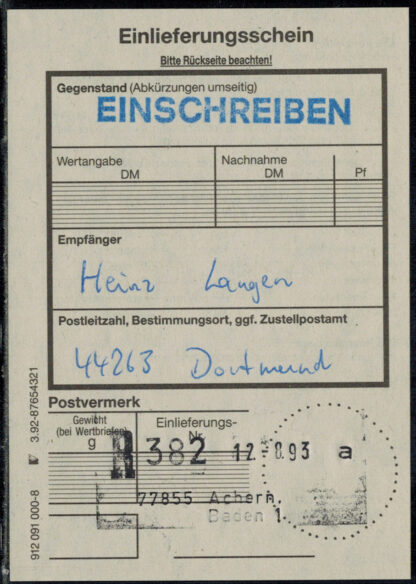 Einlieferungsschein
Bitte Rückseite beachten!
Gegenstand (Abkürzungen umseitig)
EINSCHREIBEN
Wertangabe
DM
Nachnahme
DM
Pf
Empfänger
Heinz Langen
Postleitzahl, Bestimmungsort, ggf. Zustellpostamt
44263 Dortmund
Postvermerk
Gewicht
(bei Wertbriefen)
g
Einlieferungs-
Nr.
R 382 12-8.93 a
77855 Achern,
Baden 1
912 091 000-8 3.92-87654321